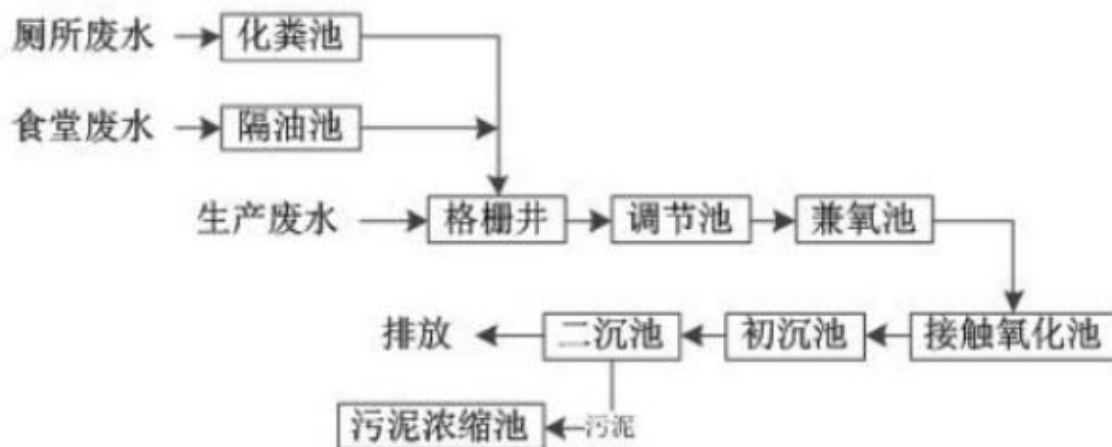 厕所废水 化粪池
食堂废水 隔油池
生产废水 格栅井 调节池 兼氧池
排放 二沉池 初沉池 接触氧化池
污泥浓缩池 污泥